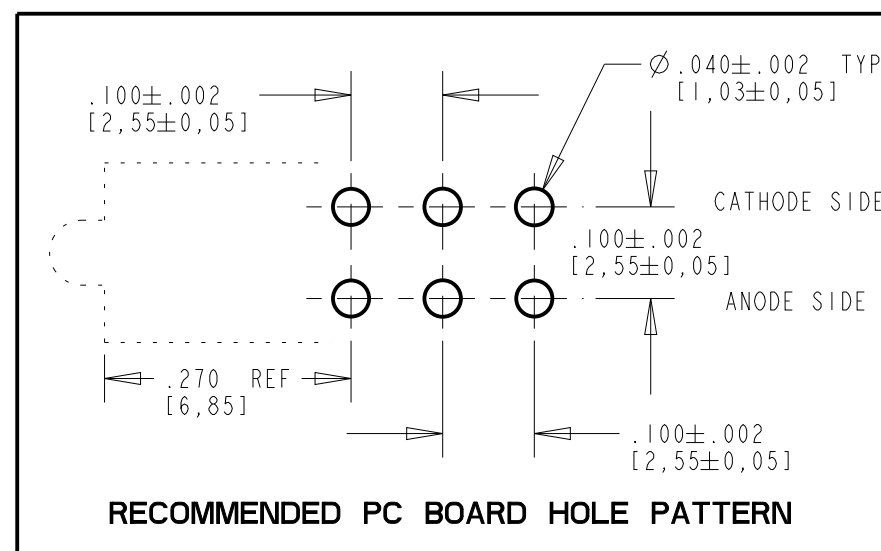 Ø .040±.002 TYP
[1,03±0,05]
.100±.002
[2,55±0,05]
CATHODE SIDE
.100±.002
[2,55±0,05]
ANODE SIDE
.270 REF
[6,85]
.100±.002
[2,55±0,05]
RECOMMENDED PC BOARD HOLE PATTERN